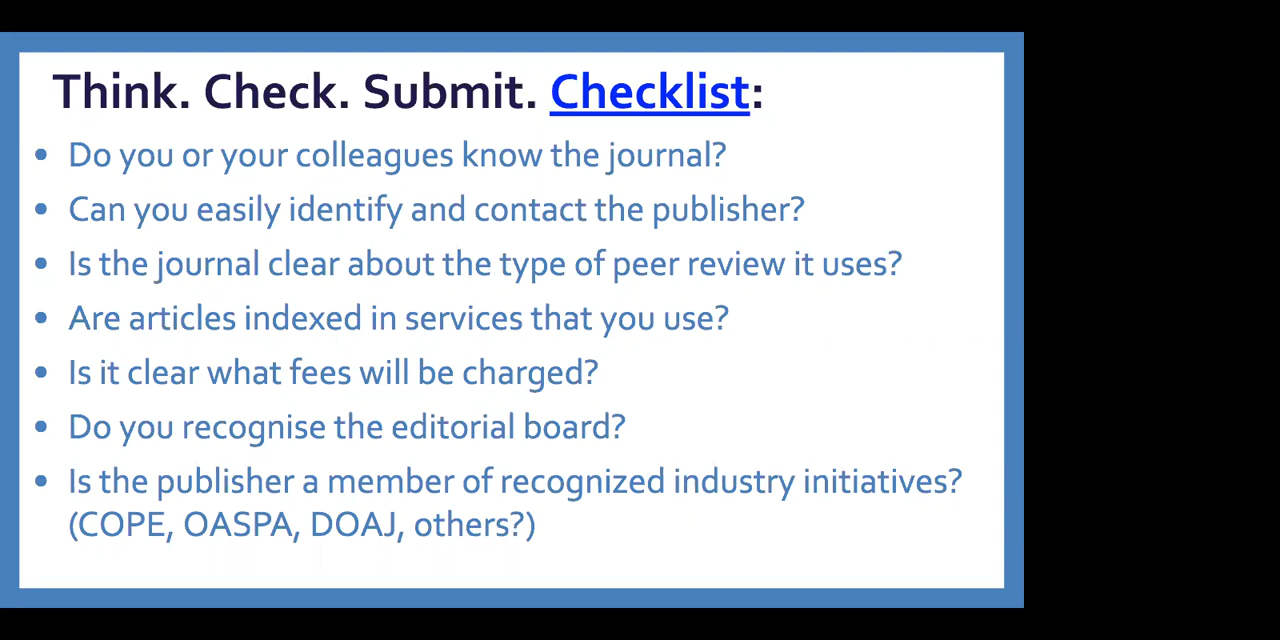 Think. Check. Submit. Checklist:
• Do you or your colleagues know the journal?
• Can you easily identify and contact the publisher?
• Is the journal clear about the type of peer review it uses?
• Are articles indexed in services that you use?
• Is it clear what fees will be charged?
• Do you recognise the editorial board?
• Is the publisher a member of recognized industry initiatives?
(COPE, OASPA, DOAJ, others?)